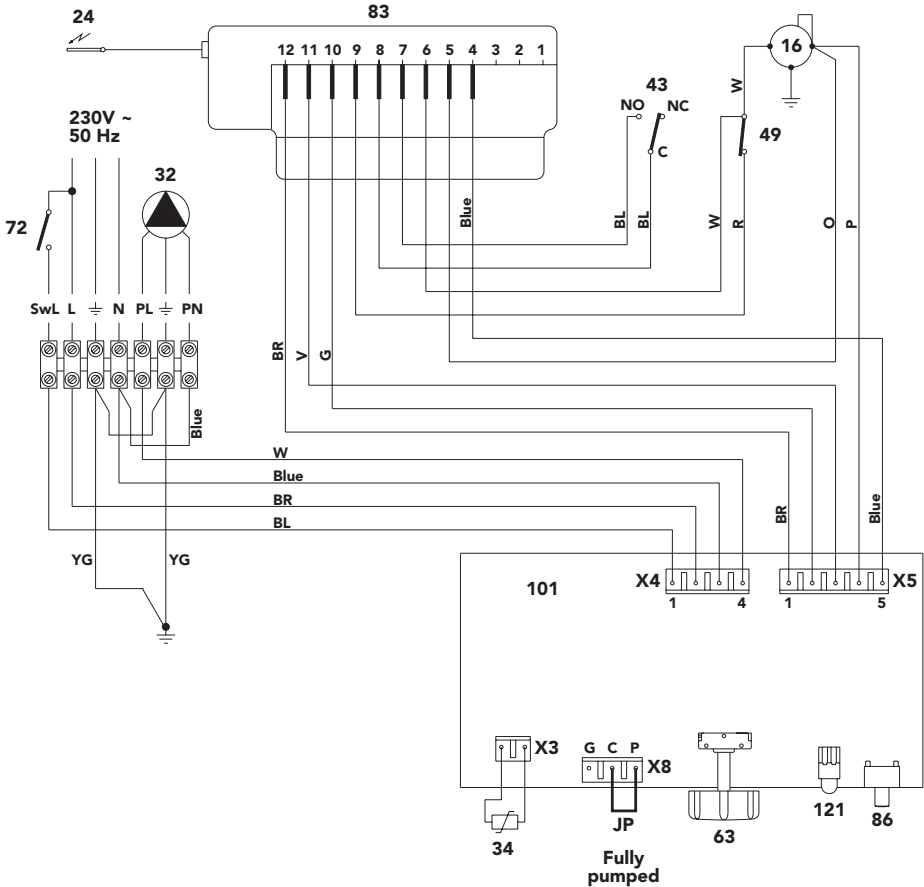 24
83
12 11 10 9 8 7 6 5 4 3 2 1
16
230V ~
50 Hz
43
NO
NC
C
W
49
32
72
Blue
BL
BL
W
R
O
P
SwL L N PL PN
BR
V
G
Blue
W
Blue
BR
BL
BR
Blue
YG
YG
101
X4
X5
1
4
1
5
X3
G C P
X8
JP
34
63
121
86
Fully
pumped